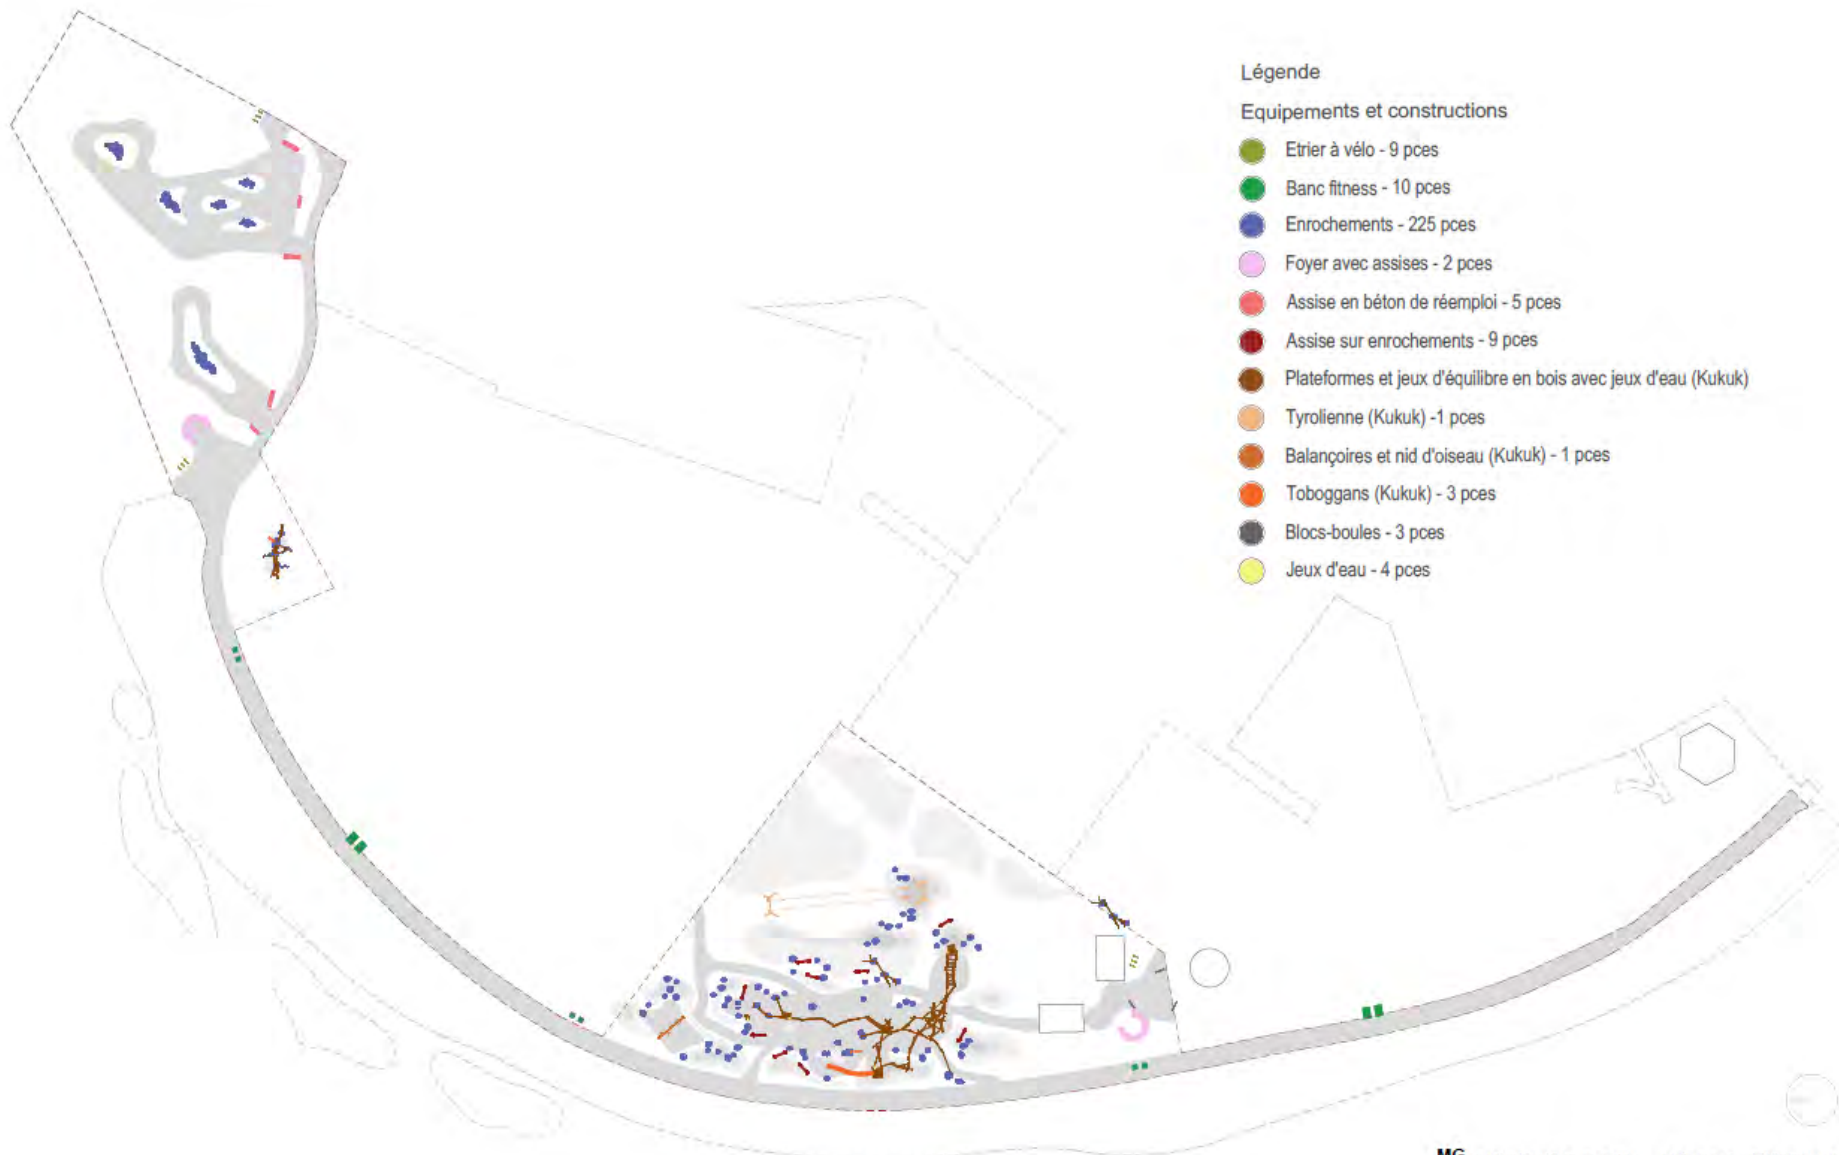 Légende
Equipements et constructions
Etrier à vélo - 9 pces
Banc fitness - 10 pces
Enrochements - 225 pces
Foyer avec assises - 2 pces
Assise en béton de réemploi - 5 pces
Assise sur enrochements - 9 pces
Plateformes et jeux d'équilibre en bois avec jeux d'eau (Kukuk)
Tyrolienne (Kukuk) -1 pces
Balançoires et nid d'oiseau (Kukuk) - 1 pces
Toboggans (Kukuk) - 3 pces
Blocs-boules - 3 pces
Jeux d'eau - 4 pces